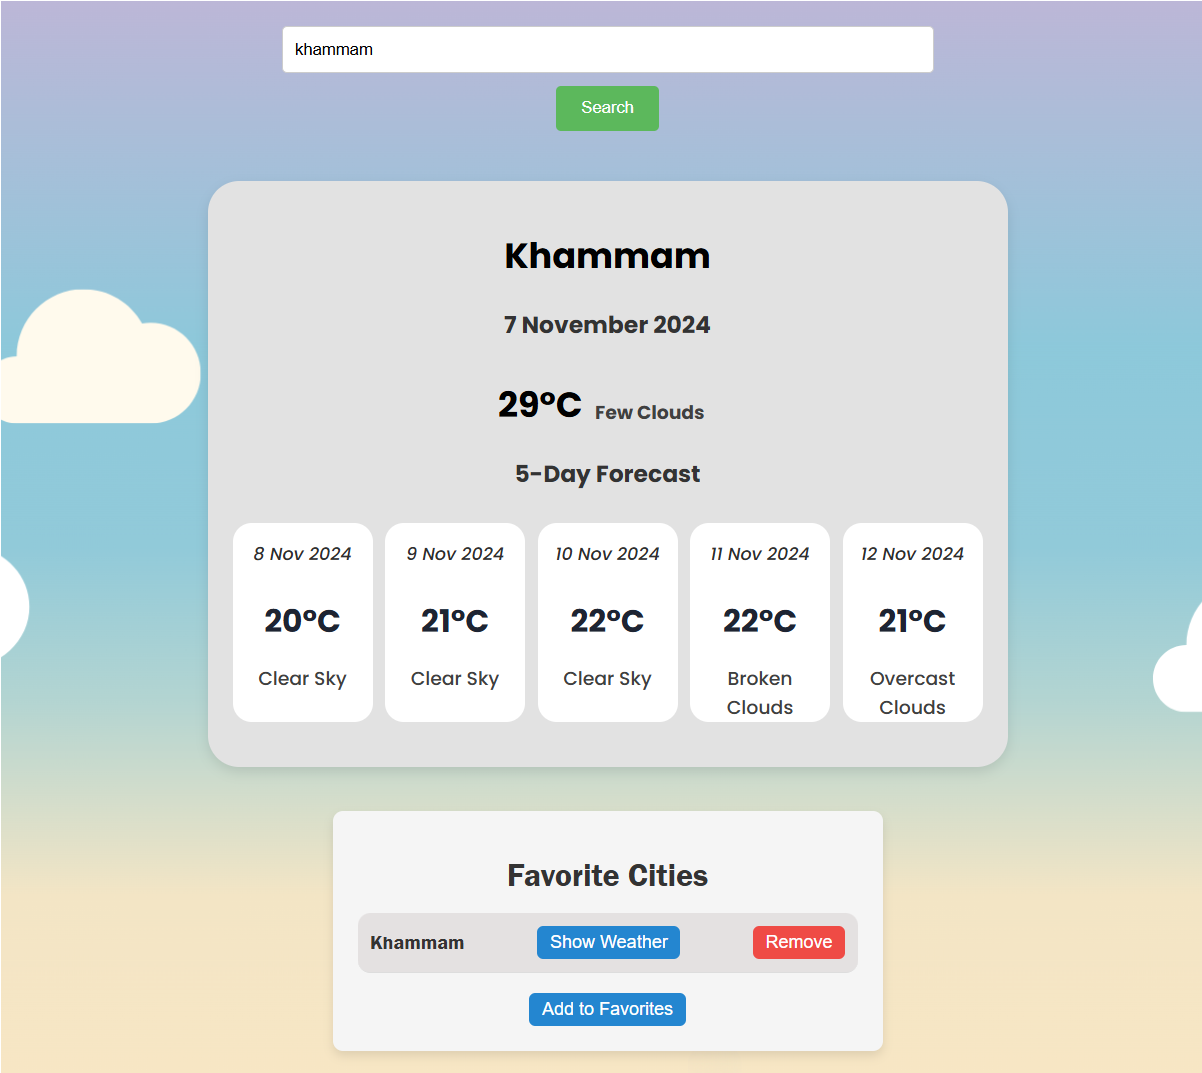 khammam
Search
Khammam
7 November 2024
29°C Few Clouds
5-Day Forecast
8 Nov 2024
20°C
Clear Sky
9 Nov 2024
21°C
Clear Sky
10 Nov 2024
22°C
Clear Sky
11 Nov 2024
22°C
Broken
Clouds
12 Nov 2024
21°C
Overcast
Clouds
Favorite Cities
Khammam Show Weather Remove
Add to Favorites